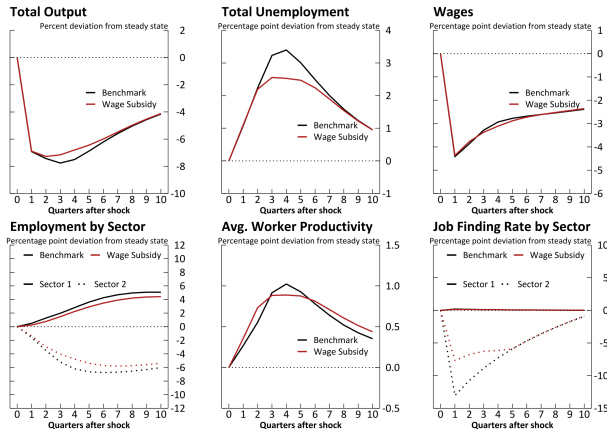 Total Output
Percent deviation from steady state
2
0
-2
-4
-6
-8
-10
Benchmark
Wage Subsidy
0 1 2 3 4 5 6 7 8 9 10
Quarters after shock
Total Unemployment
Percentage point deviation from steady state
4
3
2
1
0
-1
Benchmark
Wage Subsidy
0 1 2 3 4 5 6 7 8 9 10
Quarters after shock
Wages
Percentage point deviation from steady state
1
0
-1
-2
-3
-4
-5
-6
Benchmark
Wage Subsidy
0 1 2 3 4 5 6 7 8 9 10
Quarters after shock
Employment by Sector
Percentage point deviation from steady state
12
10
8
6
4
2
0
-2
-4
-6
-8
-10
-12
Benchmark Wage Subsidy
Sector 1 Sector 2
0 1 2 3 4 5 6 7 8 9 10
Quarters after shock
Avg. Worker Productivity
Percentage point deviation from steady state
1.5
1.0
0.5
0.0
-0.5
Benchmark
Wage Subsidy
0 1 2 3 4 5 6 7 8 9 10
Quarters after shock
Job Finding Rate by Sector
Percentage point deviation from steady state
10
5
0
-5
-10
-15
Benchmark Wage Subsidy
Sector 1 Sector 2
0 1 2 3 4 5 6 7 8 9 10
Quarters after shock